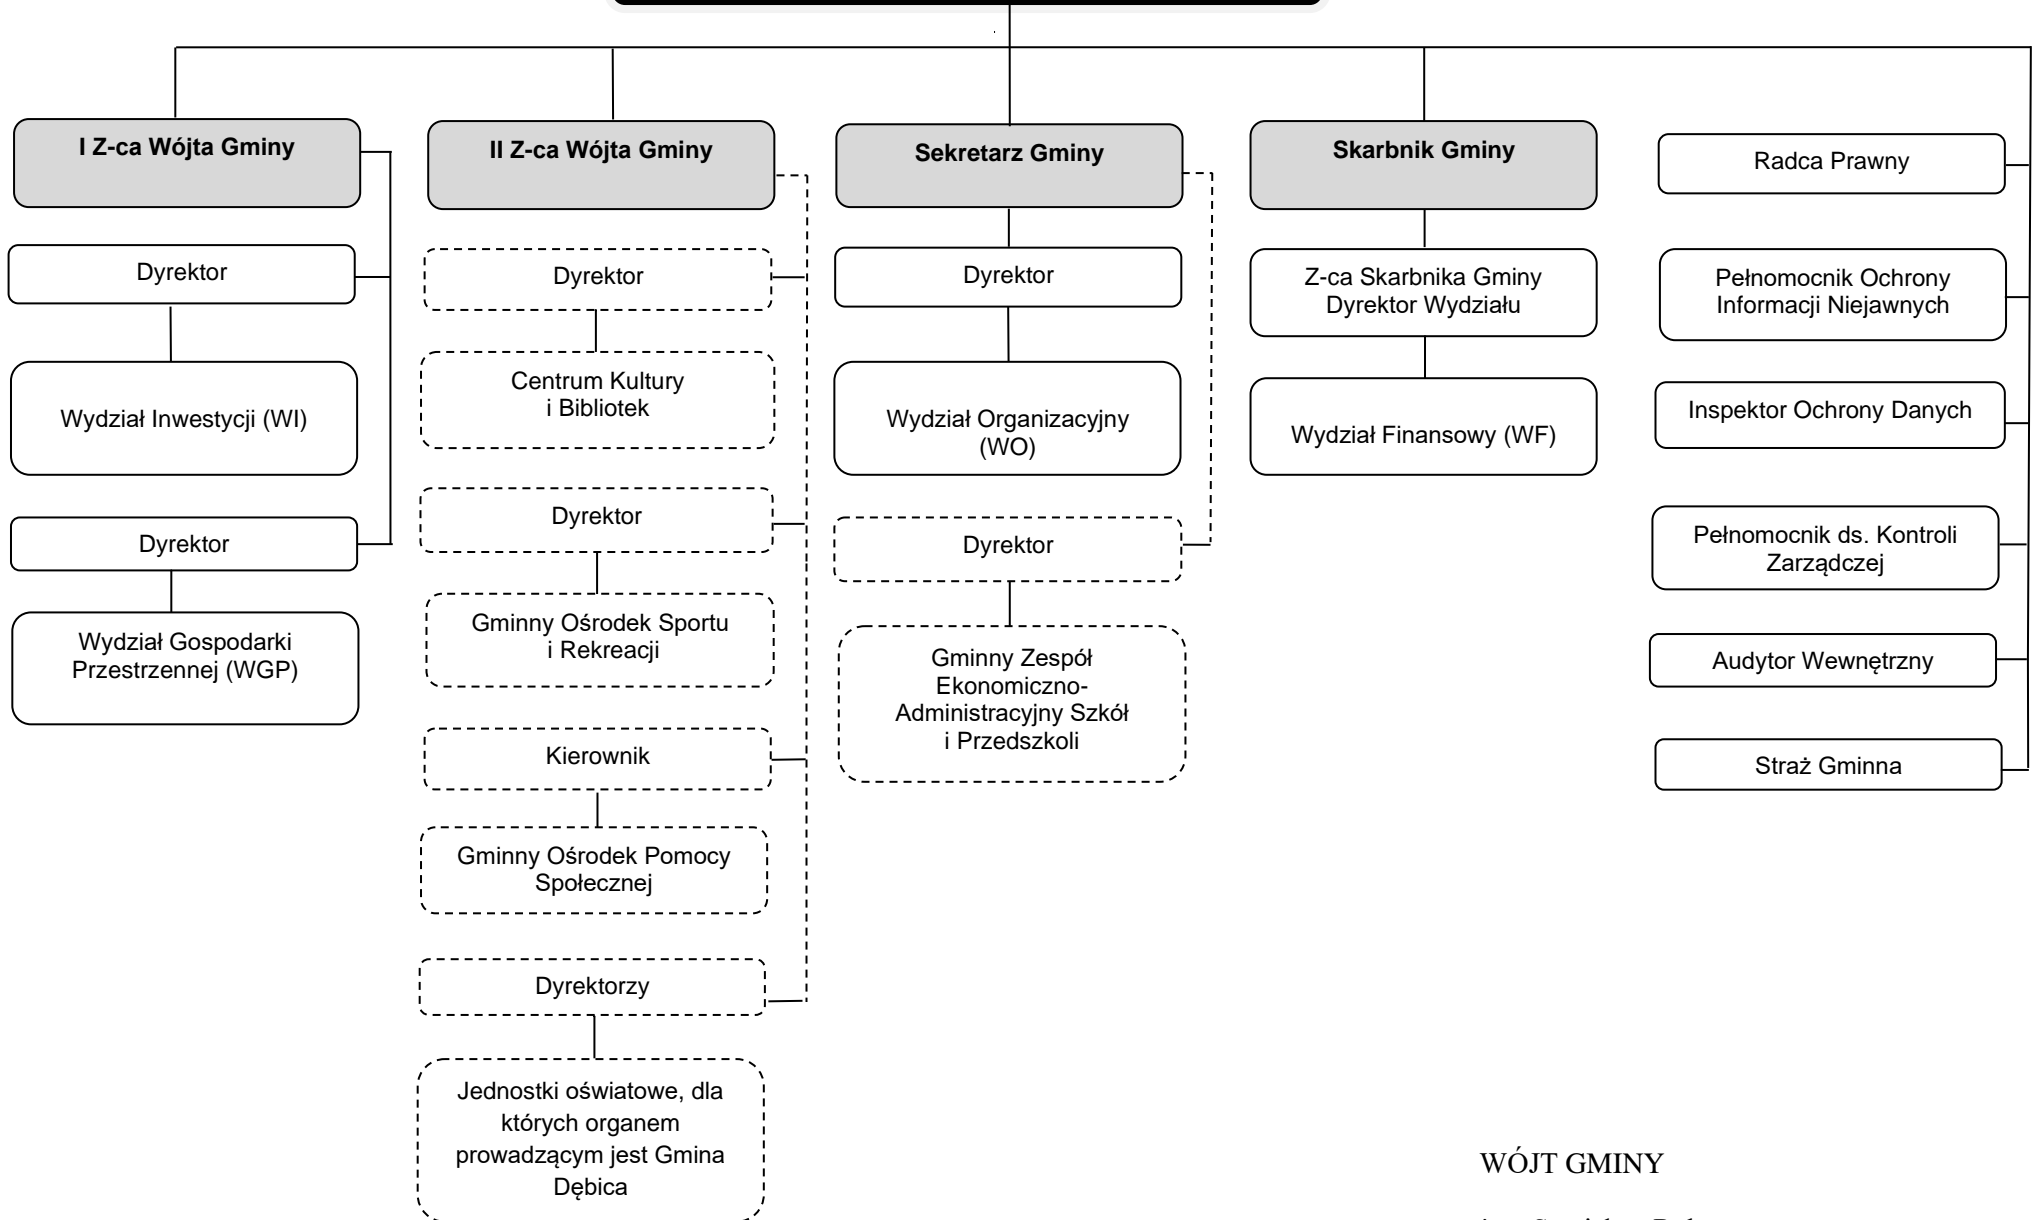 I Z-ca Wójta Gminy
Dyrektor
Wydział Inwestycji (WI)
Dyrektor
Wydział Gospodarki
Przestrzennej (WGP)
II Z-ca Wójta Gminy
Dyrektor
Centrum Kultury
i Bibliotek
Dyrektor
Gminny Ośrodek Sportu
i Rekreacji
Kierownik
Gminny Ośrodek Pomocy
Społecznej
Dyrektorzy
Jednostki oświatowe, dla
których organem
prowadzącym jest Gmina
Dębica
Sekretarz Gminy
Dyrektor
Wydział Organizacyjny
(WO)
Dyrektor
Gminny Zespół
Ekonomiczno-
Administracyjny Szkół
i Przedszkoli
Skarbnik Gminy
Z-ca Skarbnika Gminy
Dyrektor Wydziału
Wydział Finansowy (WF)
Radca Prawny
Pełnomocnik Ochrony
Informacji Niejawnych
Inspektor Ochrony Danych
Pełnomocnik ds. Kontroli
Zarządczej
Audytor Wewnętrzny
Straż Gminna
WÓJT GMINY